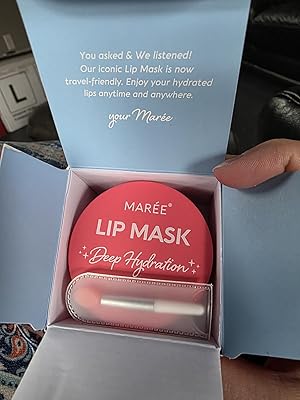 L
You asked & We listened!
Our iconic Lip Mask is now
travel-friendly. Enjoy your hydrated
lips anytime and anywhere.
your Marée
MARÉE®
LIP MASK
Deep Hydration